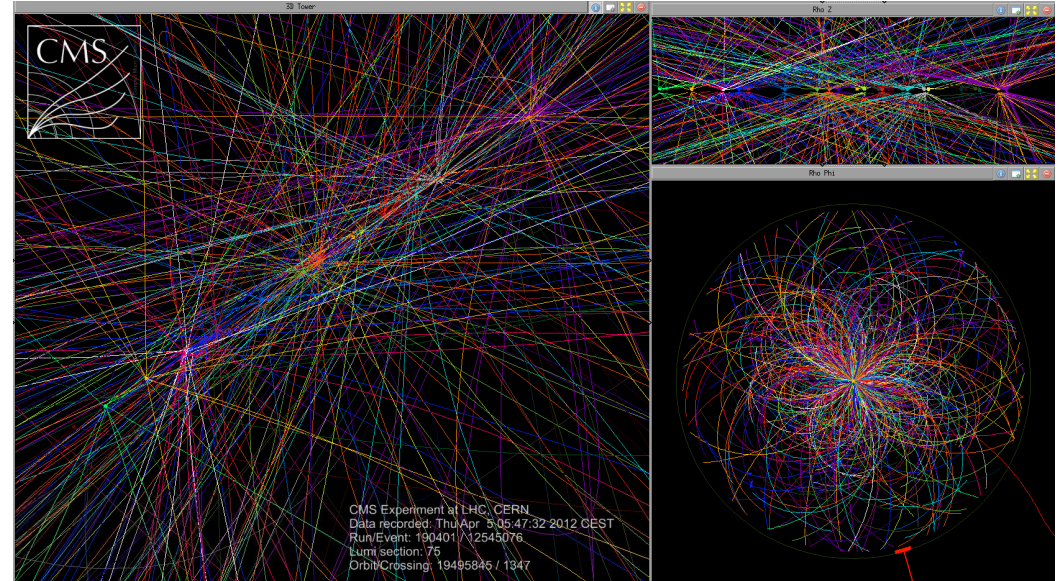 3D Tower
CMS
CMS Experiment at LHC, CERN
Data recorded: Thu Apr 5 05:47:32 2012 CEST
Run/Event: 190401 / 12545076
Lumi section: 75
Orbit/Crossing: 19495845 / 1347
Rho Z
Rho Phi